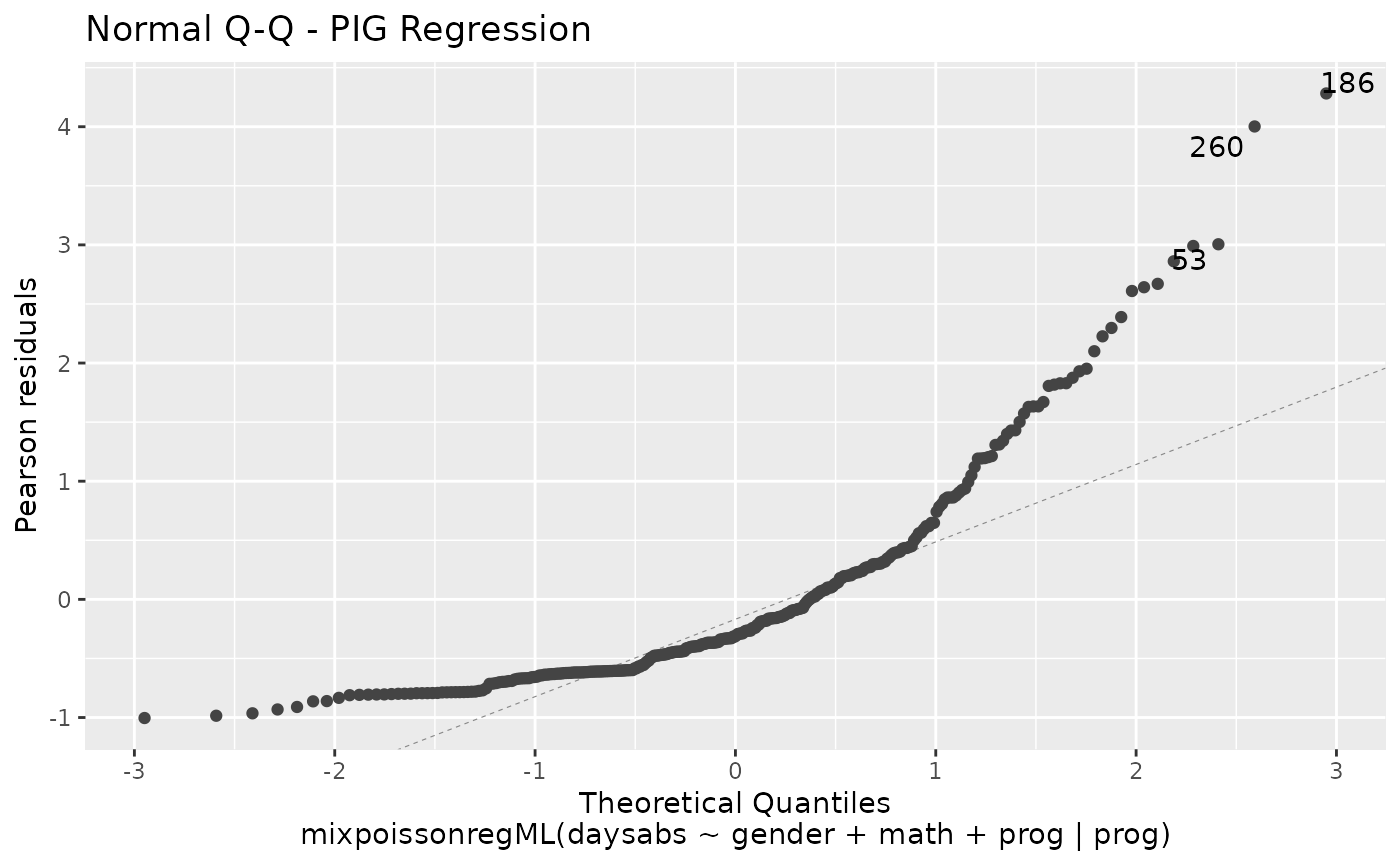 Normal Q-Q - PIG Regression
186
4
260
3
53
2
1
0
-1
Pearson residuals
-3 -2 -1 0 1 2 3
Theoretical Quantiles
mixpoissonregML(daysabs ~ gender + math + prog | prog)